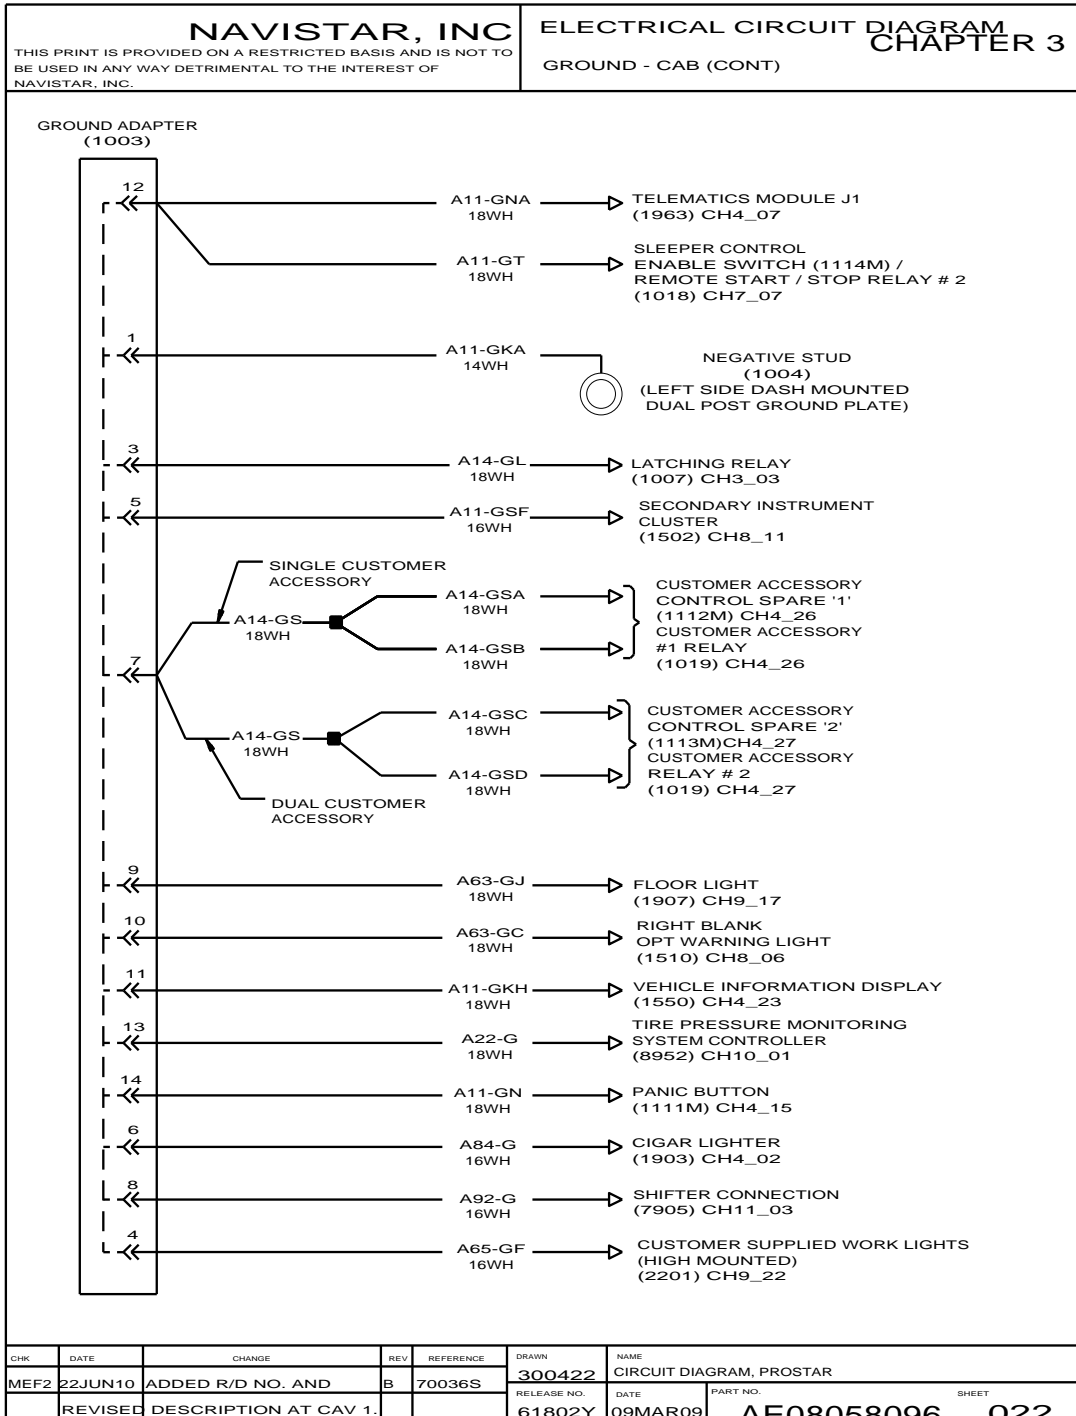 NAVISTAR, INC
THIS PRINT IS PROVIDED ON A RESTRICTED BASIS AND IS NOT TO
BE USED IN ANY WAY DETRIMENTAL TO THE INTEREST OF
NAVISTAR, INC.
ELECTRICAL CIRCUIT DIAGRAM
CHAPTER 3
GROUND - CAB (CONT)
GROUND ADAPTER
(1003)
12
A11-GNA
18WH
TELEMATICS MODULE J1
(1963) CH4_07
A11-GT
18WH
SLEEPER CONTROL
ENABLE SWITCH (1114M) /
REMOTE START / STOP RELAY # 2
(1018) CH7_07
1
A11-GKA
14WH
NEGATIVE STUD
(1004)
(LEFT SIDE DASH MOUNTED
DUAL POST GROUND PLATE)
3
A14-GL
18WH
LATCHING RELAY
(1007) CH3_03
5
A11-GSF
16WH
SECONDARY INSTRUMENT
CLUSTER
(1502) CH8_11
SINGLE CUSTOMER
ACCESSORY
7
A14-GS
18WH
A14-GSA
18WH
A14-GSB
18WH
CUSTOMER ACCESSORY
CONTROL SPARE '1'
(1112M) CH4_26
CUSTOMER ACCESSORY
#1 RELAY
(1019) CH4_26
A14-GS
18WH
A14-GSC
18WH
A14-GSD
18WH
CUSTOMER ACCESSORY
CONTROL SPARE '2'
(1113M)CH4_27
CUSTOMER ACCESSORY
RELAY # 2
(1019) CH4_27
DUAL CUSTOMER
ACCESSORY
9
A63-GJ
18WH
FLOOR LIGHT
(1907) CH9_17
10
A63-GC
18WH
RIGHT BLANK
OPT WARNING LIGHT
(1510) CH8_06
11
A11-GKH
18WH
VEHICLE INFORMATION DISPLAY
(1550) CH4_23
13
A22-G
18WH
TIRE PRESSURE MONITORING
SYSTEM CONTROLLER
(8952) CH10_01
14
A11-GN
18WH
PANIC BUTTON
(1111M) CH4_15
6
A84-G
16WH
CIGAR LIGHTER
(1903) CH4_02
8
A92-G
16WH
SHIFTER CONNECTION
(7905) CH11_03
4
A65-GF
16WH
CUSTOMER SUPPLIED WORK LIGHTS
(HIGH MOUNTED)
(2201) CH9_22
CHK DATE CHANGE REV REFERENCE
MEF2 22JUN10 ADDED R/D NO. AND B 70036S
REVISED DESCRIPTION AT CAV 1.
DRAWN
300422
NAME
CIRCUIT DIAGRAM, PROSTAR
RELEASE NO.
61802Y
DATE
09MAR09
PART NO.
AE08058096
SHEET
022